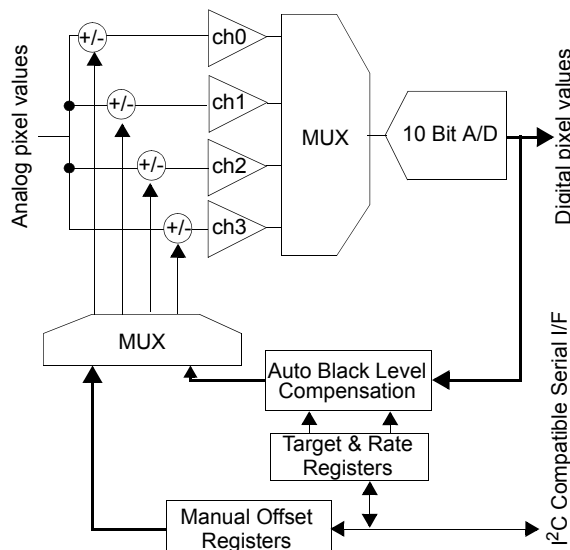 Analog pixel values
+/-
ch0
+/-
ch1
+/-
ch2
+/-
ch3
MUX
10 Bit A/D
Digital pixel values
MUX
Auto Black Level
Compensation
Target & Rate
Registers
Manual Offset
Registers
I²C Compatible Serial I/F